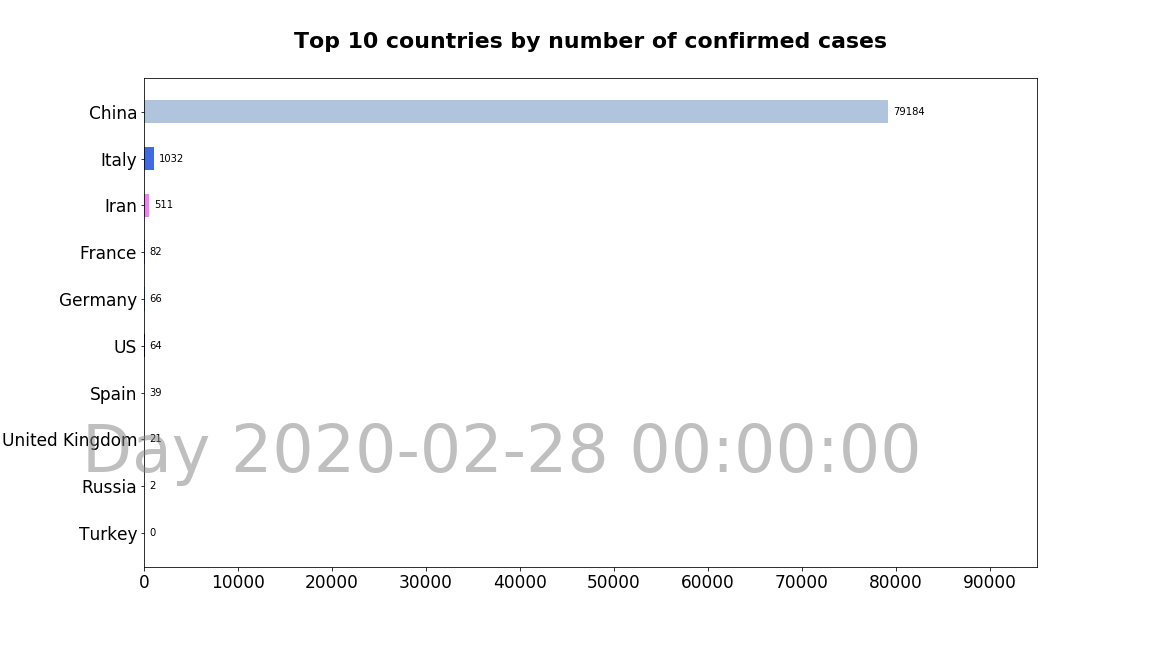 Top 10 countries by number of confirmed cases
China 79184
Italy 1032
Iran 511
France 82
Germany 66
US 64
Spain 39
United Kingdom 21
Day 2020-02-28 00:00:00
Russia 2
Turkey 0
0 10000 20000 30000 40000 50000 60000 70000 80000 90000